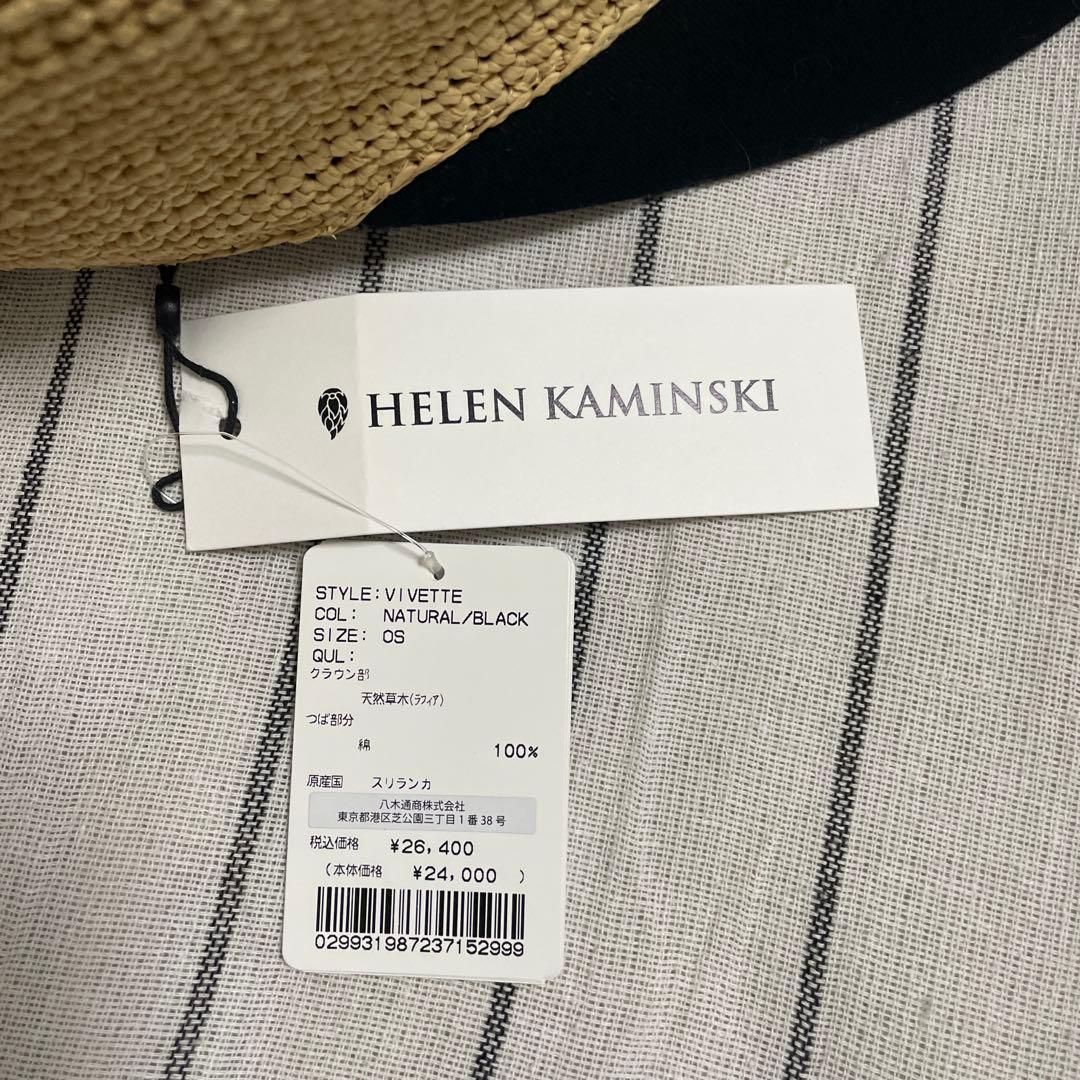 HELEN KAMINSKI
STYLE:VIVETTE
COL: NATURAL/BLACK
SIZE: OS
QUL:
クラウン部
天然草木(ラフィア)
つば部分
綿 100%
原産国 スリランカ
八木通商株式会社
東京都港区芝公園三丁目1番38号
税込価格 ¥26,400
(本体価格 ¥24,000 )
029931987237152999